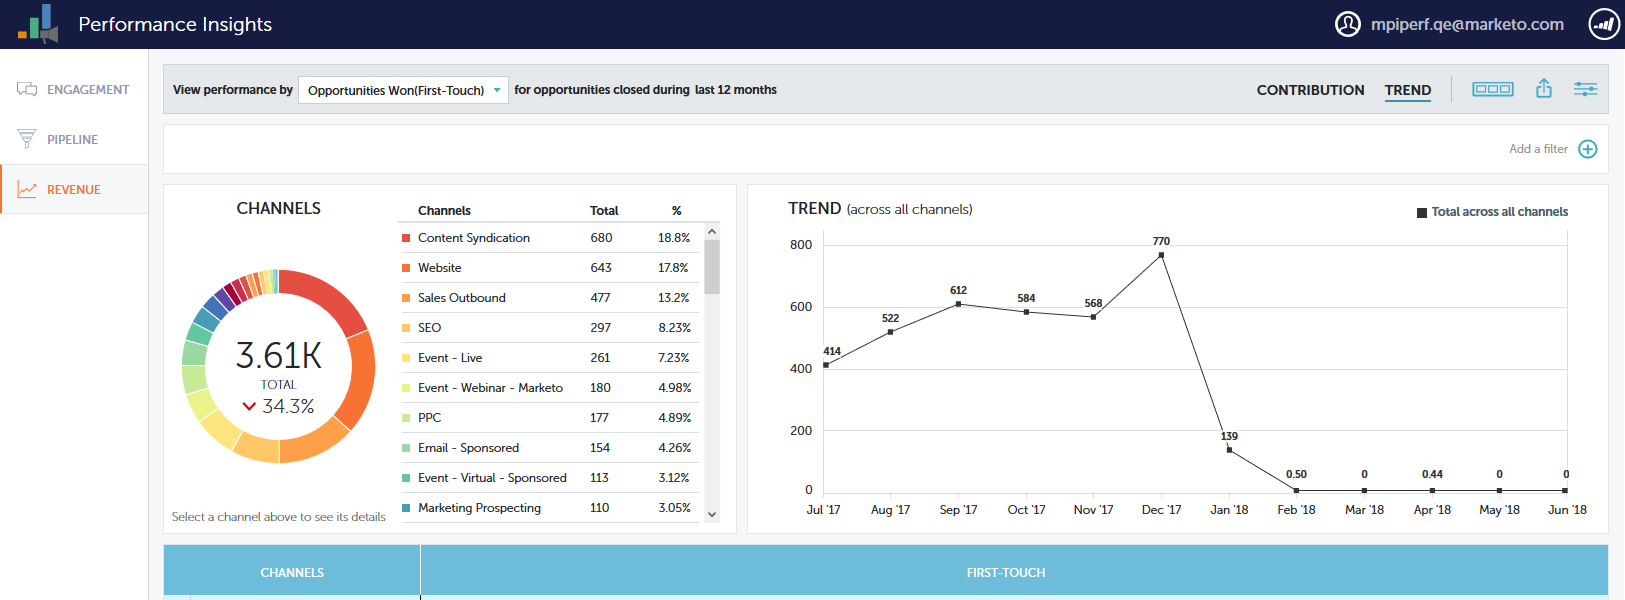 Performance Insights
mpiperf.qe@marketo.com
ENGAGEMENT
PIPELINE
REVENUE
View performance by Opportunities Won(First-Touch) for opportunities closed during last 12 months
CONTRIBUTION TREND
Add a filter
CHANNELS
3.61K
TOTAL
34.3%
Select a channel above to see its details
Channels Total %
Content Syndication 680 18.8%
Website 643 17.8%
Sales Outbound 477 13.2%
SEO 297 8.23%
Event - Live 261 7.23%
Event - Webinar - Marketo 180 4.98%
PPC 177 4.89%
Email - Sponsored 154 4.26%
Event - Virtual - Sponsored 113 3.12%
Marketing Prospecting 110 3.05%
TREND (across all channels)
Total across all channels
800
600
400
200
0
414
522
612
584
568
770
139
0.50
0
0.44
0
0
Jul '17 Aug '17 Sep '17 Oct '17 Nov '17 Dec '17 Jan '18 Feb '18 Mar '18 Apr '18 May '18 Jun '18
CHANNELS FIRST-TOUCH